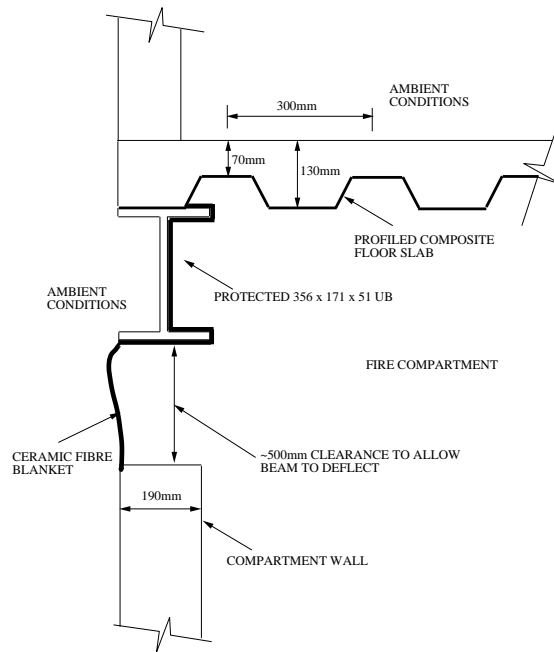 AMBIENT
CONDITIONS
300mm
70mm
130mm
PROFILED COMPOSITE
FLOOR SLAB
AMBIENT
CONDITIONS
PROTECTED 356 x 171 x 51 UB
FIRE COMPARTMENT
CERAMIC FIBRE
BLANKET
~500mm CLEARANCE TO ALLOW
BEAM TO DEFLECT
190mm
COMPARTMENT WALL